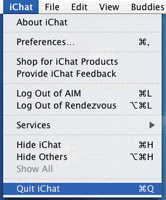 iChat File Edit View Buddies
About iChat
Preferences... ⌘,
Shop for iChat Products
Provide iChat Feedback
Log Out of AIM ⌘L
Log Out of Rendezvous ⌥⌘L
Services
Hide iChat ⌘H
Hide Others ⌥⌘H
Show All
Quit iChat ⌘Q